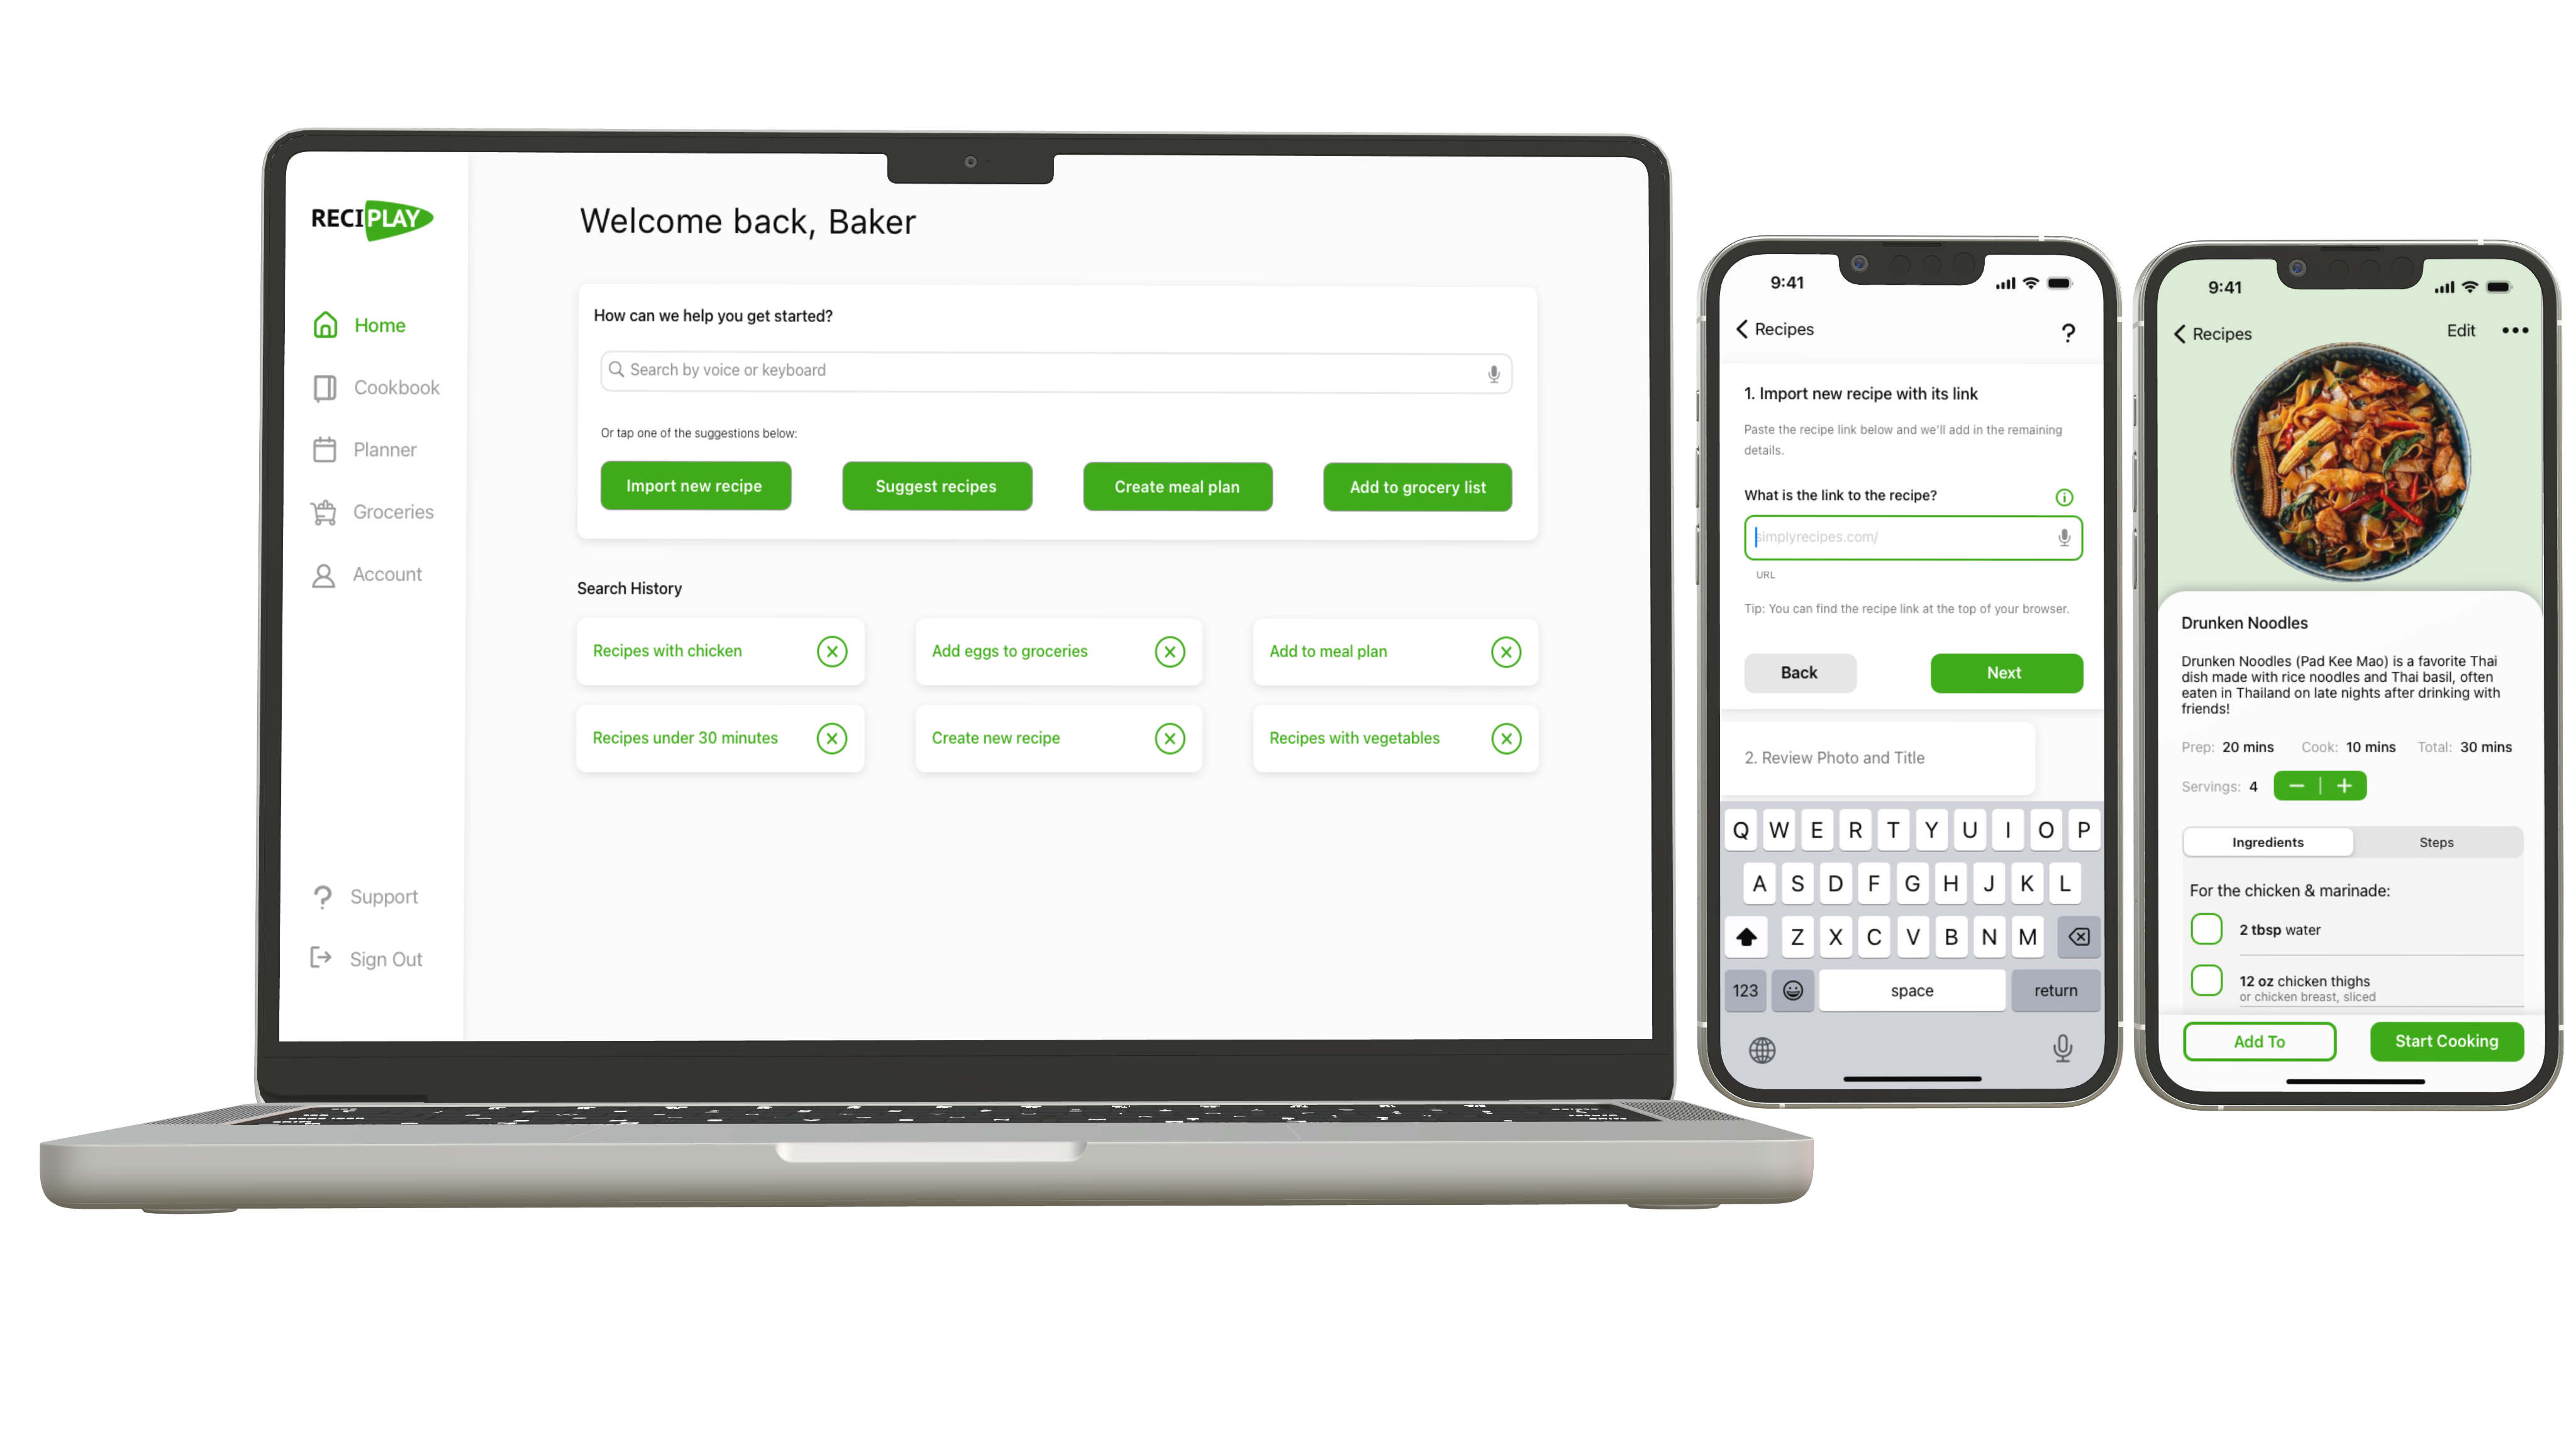 RECIPLAY
Home
Cookbook
Planner
Groceries
Account
Support
Sign Out
Welcome back, Baker
How can we help you get started?
Search by voice or keyboard
Or tap one of the suggestions below:
Import new recipe
Suggest recipes
Create meal plan
Add to grocery list
Search History
Recipes with chicken
Add eggs to groceries
Add to meal plan
Recipes under 30 minutes
Create new recipe
Recipes with vegetables
9:41
Recipes
?
1. Import new recipe with its link
Paste the recipe link below and we'll add in the remaining
details.
What is the link to the recipe?
simplyrecipes.com/
URL
Tip: You can find the recipe link at the top of your browser.
Back
Next
2. Review Photo and Title
Q W E R T Y U I O P
A S D F G H J K L
Z X C V B N M
123
space
return
9:41
Recipes
Edit
Drunken Noodles
Drunken Noodles (Pad Kee Mao) is a favorite Thai
dish made with rice noodles and Thai basil, often
eaten in Thailand on late nights after drinking with
friends!
Prep: 20 mins Cook: 10 mins Total: 30 mins
Servings: 4
Ingredients
Steps
For the chicken & marinade:
2 tbsp water
12 oz chicken thighs
or chicken breast, sliced
Add To
Start Cooking